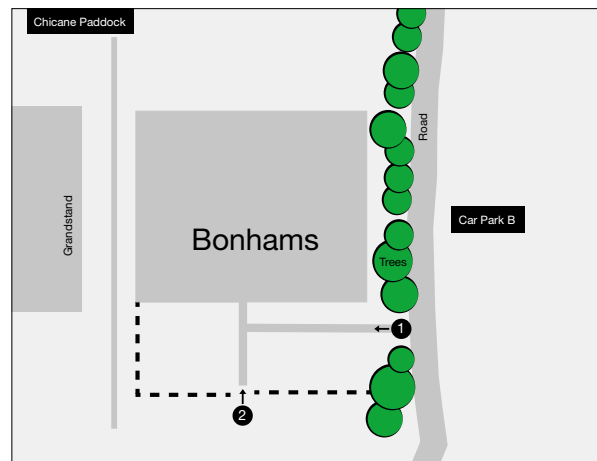 Chicane Paddock
Road
Grandstand
Car Park B
Bonhams
Trees
1
2